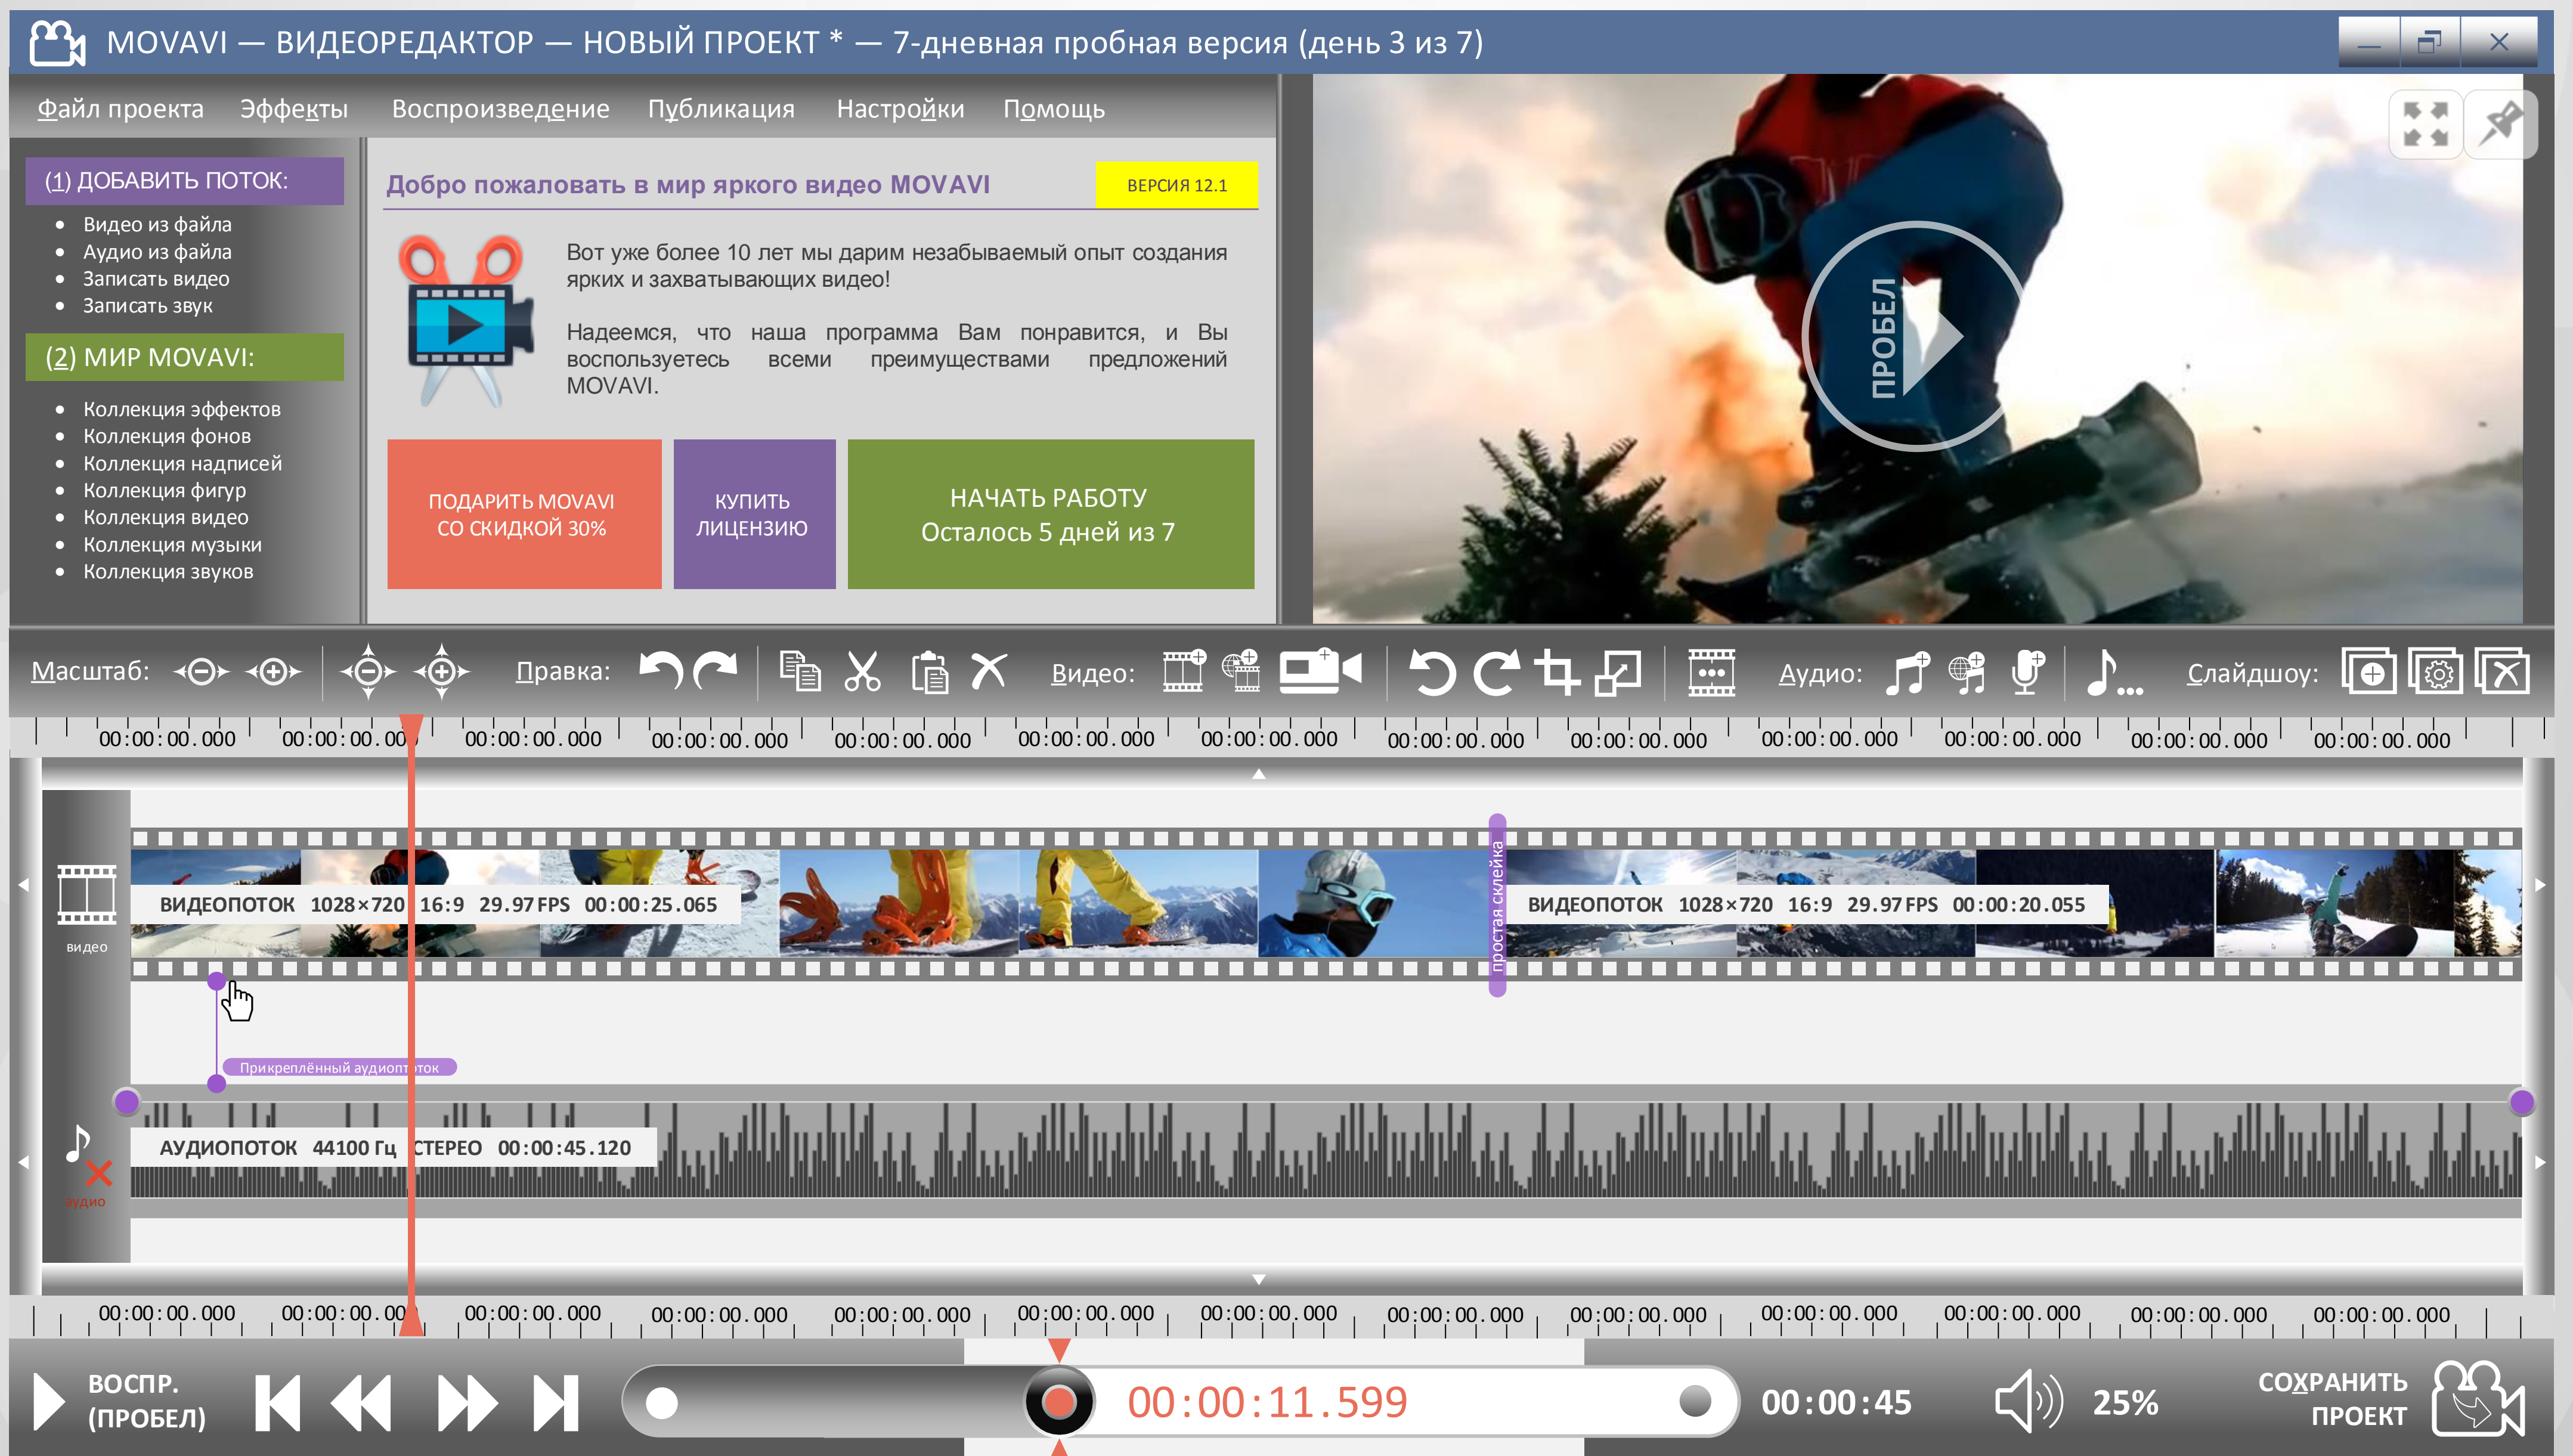 MOVAVI — ВИДЕОРЕДАКТОР — НОВЫЙ ПРОЕКТ * — 7-дневная пробная версия (день 3 из 7)
Файл проекта Эффекты Воспроизведение Публикация Настройки Помощь
(1) ДОБАВИТЬ ПОТОК:
• Видео из файла
• Аудио из файла
• Записать видео
• Записать звук
(2) МИР MOVAVI:
• Коллекция эффектов
• Коллекция фонов
• Коллекция надписей
• Коллекция фигур
• Коллекция видео
• Коллекция музыки
• Коллекция звуков
Добро пожаловать в мир яркого видео MOVAVI
ВЕРСИЯ 12.1
Вот уже более 10 лет мы дарим незабываемый опыт создания
ярких и захватывающих видео!
Надеемся, что наша программа Вам понравится, и Вы
воспользуетесь всеми преимуществами предложений
MOVAVI.
ПОДАРИТЬ MOVAVI
СО СКИДКОЙ 30%
КУПИТЬ
ЛИЦЕНЗИЮ
НАЧАТЬ РАБОТУ
Осталось 5 дней из 7
ПРОБЕЛ
Масштаб: Правка: Видео: Аудио: Слайдшоу:
00:00:00.000 00:00:00.000 00:00:00.000 00:00:00.000 00:00:00.000 00:00:00.000 00:00:00.000 00:00:00.000 00:00:00.000 00:00:00.000 00:00:00.000 00:00:00.000 00:00:00.000
видео
ВИДЕОПОТОК 1028×720 16:9 29.97 FPS 00:00:25.065
простая склейка
ВИДЕОПОТОК 1028×720 16:9 29.97 FPS 00:00:20.055
Прикреплённый аудиоптоток
аудио
АУДИОПОТОК 44100 Гц СТЕРЕО 00:00:45.120
00:00:00.000 00:00:00.000 00:00:00.000 00:00:00.000 00:00:00.000 00:00:00.000 00:00:00.000 00:00:00.000 00:00:00.000 00:00:00.000 00:00:00.000 00:00:00.000 00:00:00.000
ВОСПР.
(ПРОБЕЛ)
00:00:11.599
00:00:45
25%
СОХРАНИТЬ
ПРОЕКТ